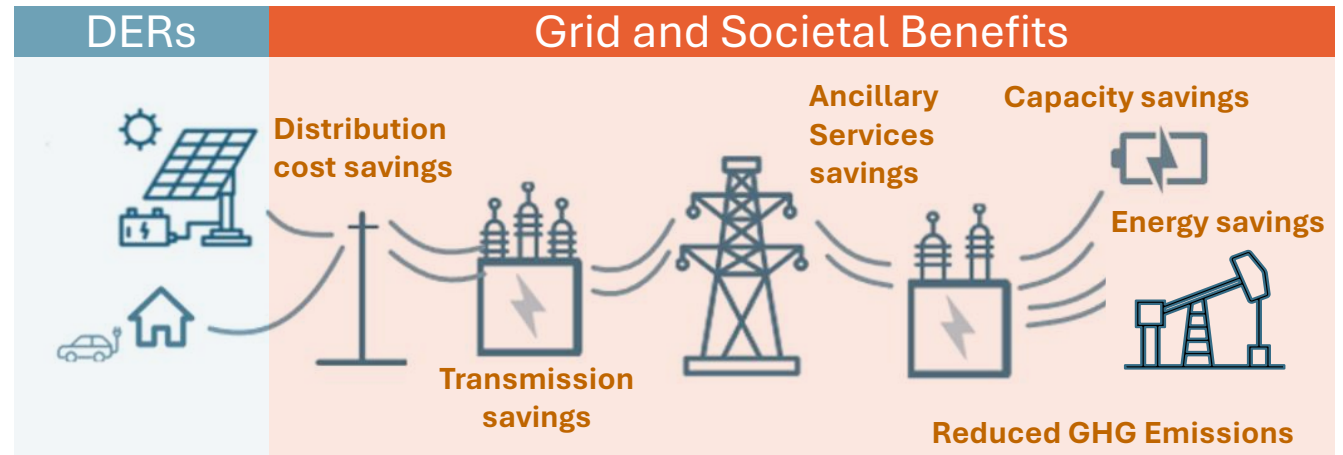 DERs
Grid and Societal Benefits
Distribution
cost savings
Transmission
savings
Ancillary
Services
savings
Capacity savings
Energy savings
Reduced GHG Emissions